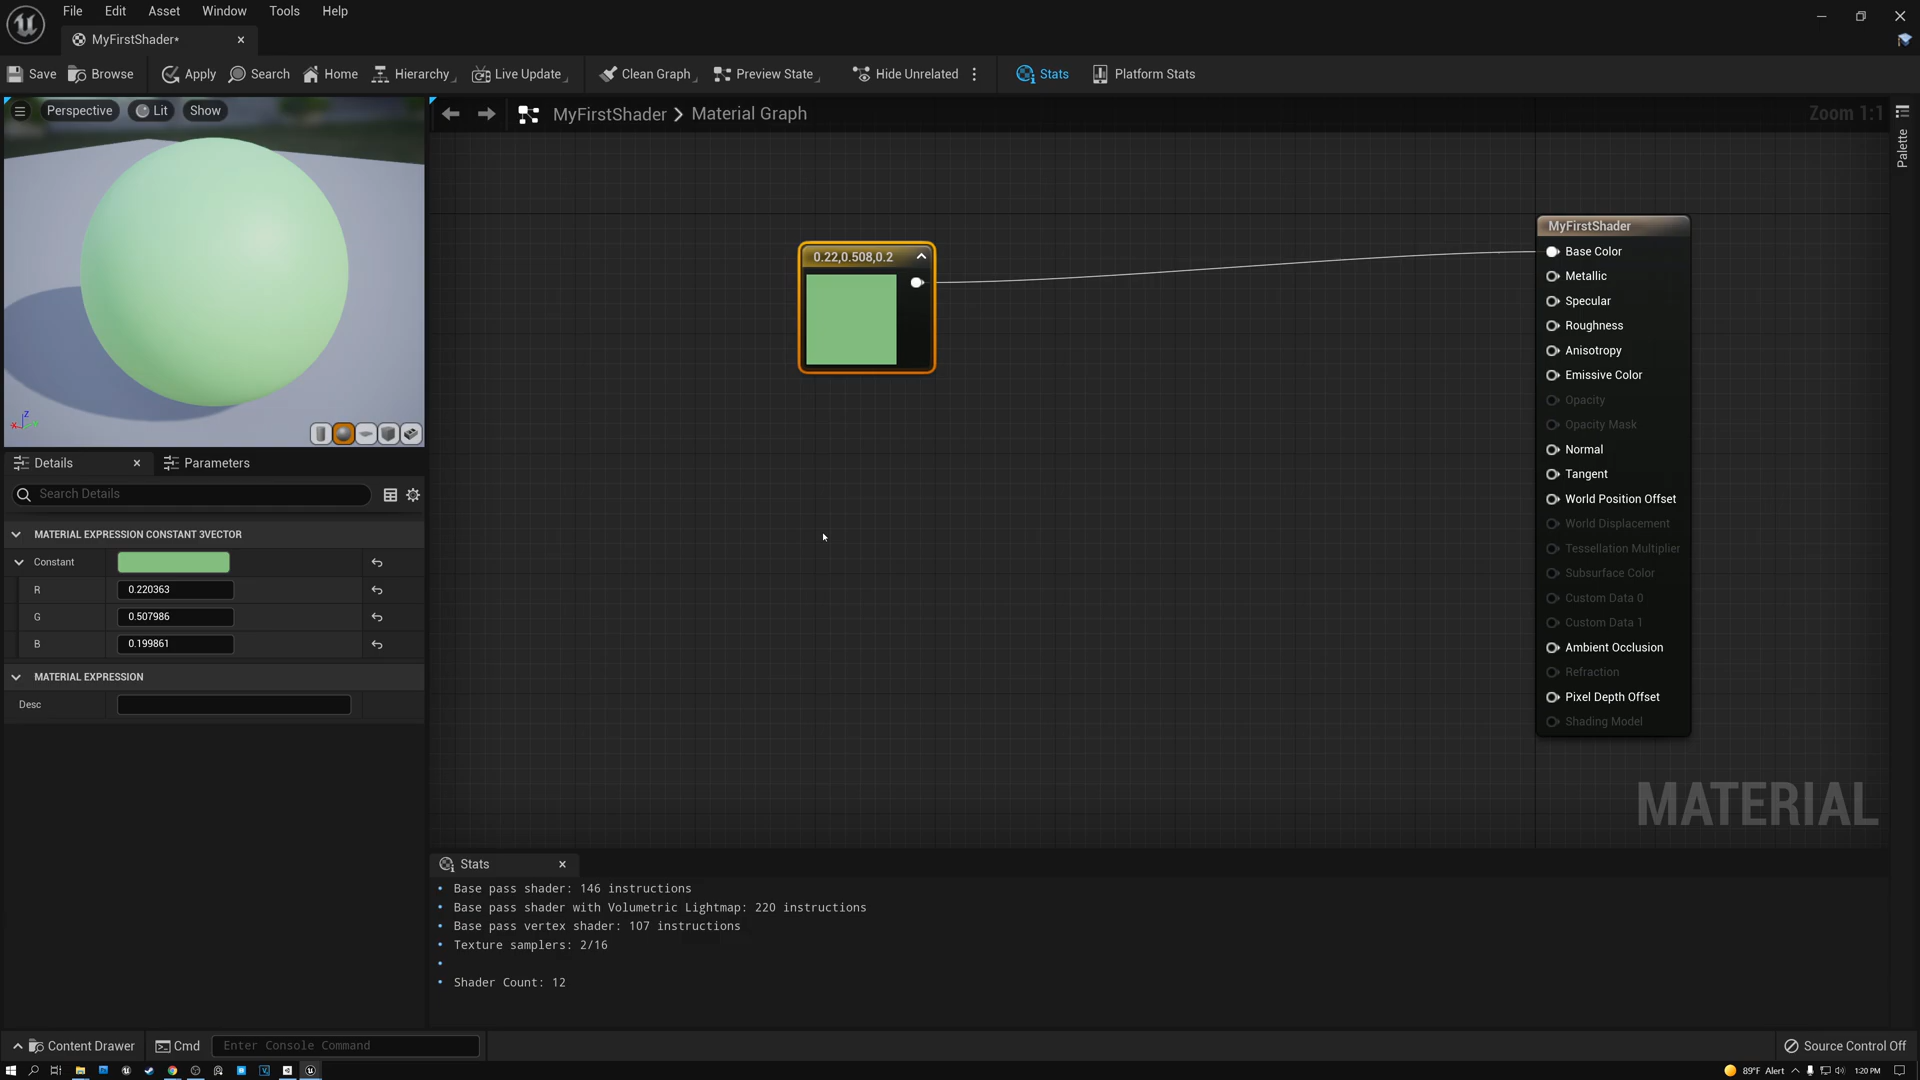 File Edit Asset Window Tools Help
MyFirstShader*
Save Browse Apply Search Home Hierarchy Live Update Clean Graph Preview State Hide Unrelated Stats Platform Stats
Perspective Lit Show
MyFirstShader > Material Graph
Zoom 1:1
Palette
0.22,0.508,0.2
MyFirstShader
Base Color
Metallic
Specular
Roughness
Anisotropy
Emissive Color
Opacity
Opacity Mask
Normal
Tangent
World Position Offset
World Displacement
Tessellation Multiplier
Subsurface Color
Custom Data 0
Custom Data 1
Ambient Occlusion
Refraction
Pixel Depth Offset
Shading Model
MATERIAL
Z
X
Details Parameters
Search Details
MATERIAL EXPRESSION CONSTANT 3VECTOR
Constant
R 0.220363
G 0.507986
B 0.199861
MATERIAL EXPRESSION
Desc
Stats
Base pass shader: 146 instructions
Base pass shader with Volumetric Lightmap: 220 instructions
Base pass vertex shader: 107 instructions
Texture samplers: 2/16
Shader Count: 12
Content Drawer Cmd Enter Console Command Source Control Off
89°F Alert 1:20 PM